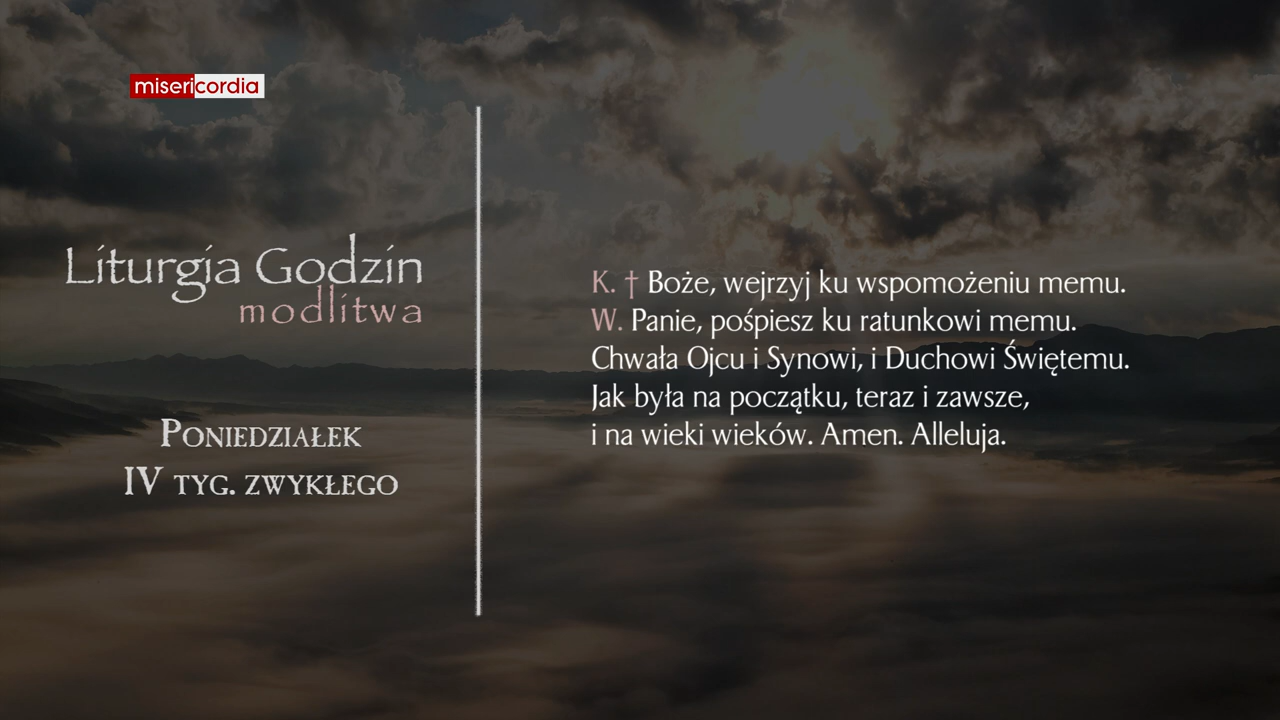 misericordia
Liturgia Godzin
modlitwa
Poniedziałek
IV tyg. zwykłego
K. † Boże, wejrzyj ku wspomożeniu memu.
W. Panie, pośpiesz ku ratunkowi memu.
Chwała Ojcu i Synowi, i Duchowi Świętemu.
Jak była na początku, teraz i zawsze,
i na wieki wieków. Amen. Alleluja.